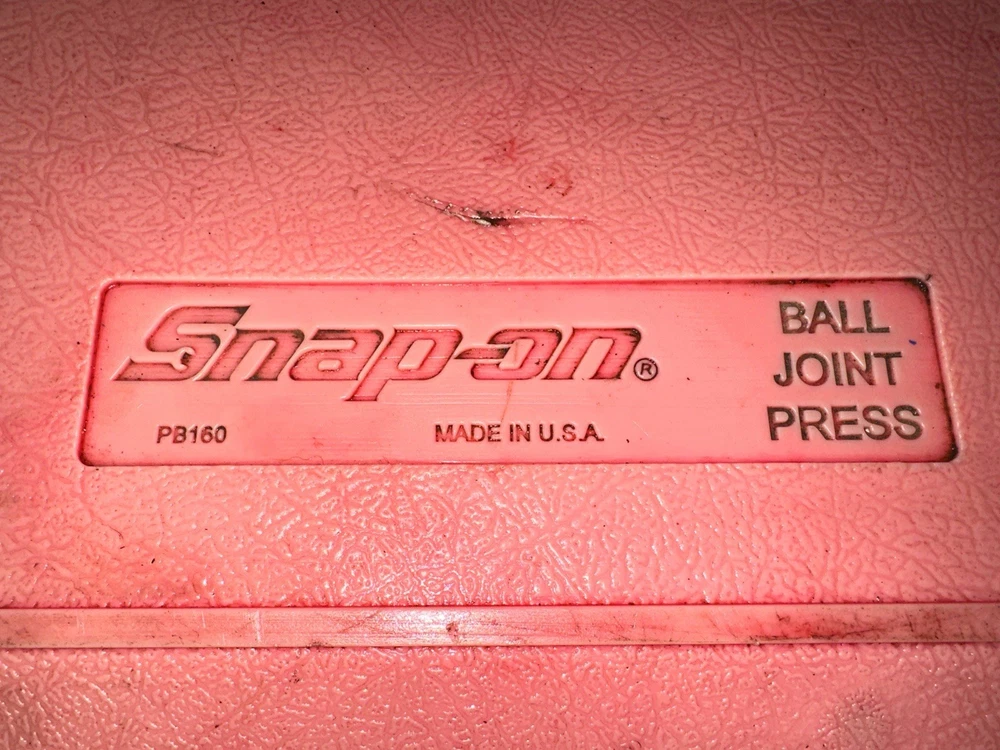 Snap-on®
PB160
MADE IN U.S.A.
BALL
JOINT
PRESS